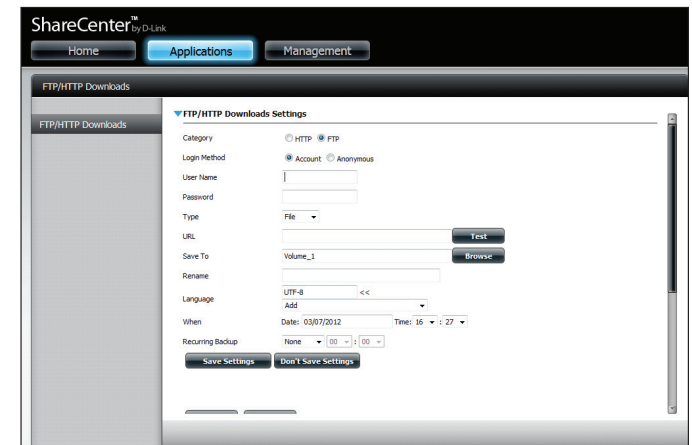 ShareCenter™ by D-Link
Home Applications Management
FTP/HTTP Downloads
FTP/HTTP Downloads
FTP/HTTP Downloads Settings
Category HTTP FTP
Login Method Account Anonymous
User Name
Password
Type File
URL Test
Save To Volume_1 Browse
Rename
Language UTF-8 <<
Add
When Date: 03/07/2012 Time: 16 : 27
Recurring Backup None 00 : 00
Save Settings Don't Save Settings